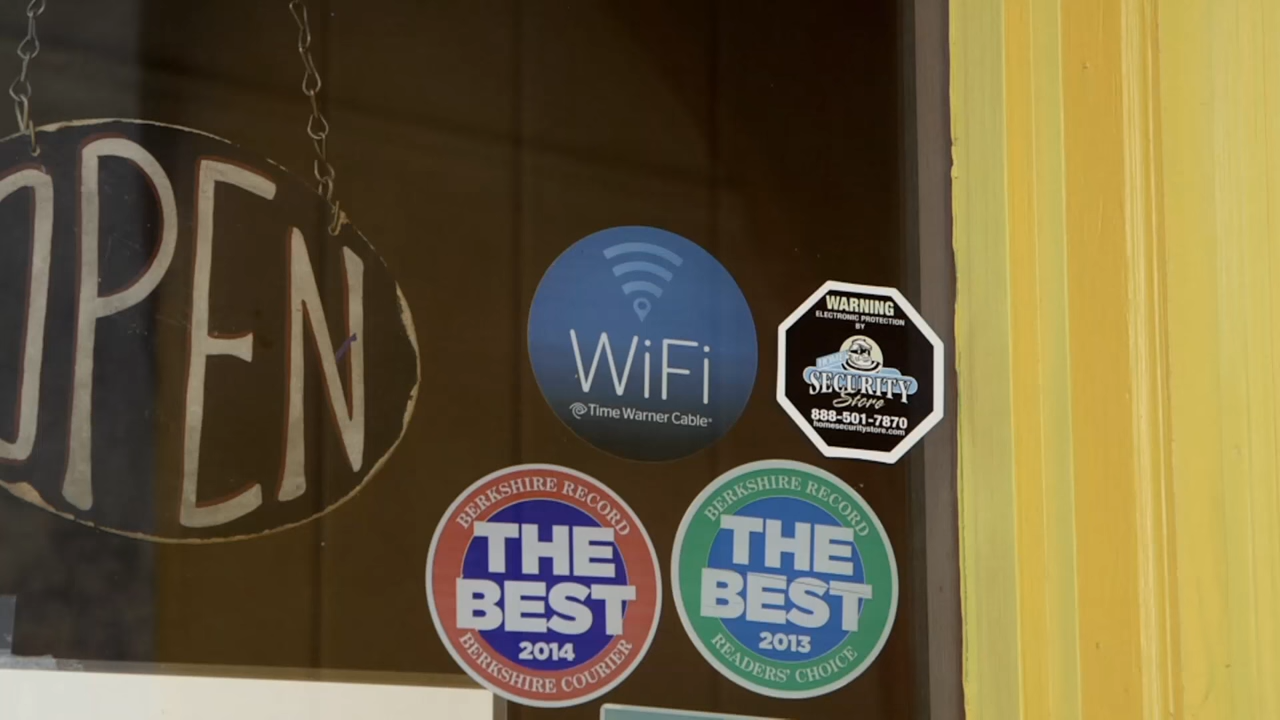 OPEN
WiFi
Time Warner Cable
WARNING
ELECTRONIC PROTECTION
BY
HOME
SECURITY
Store
888-501-7870
homesecuritystore.com
BERKSHIRE RECORD
THE
BEST
2014
BERKSHIRE COURIER
BERKSHIRE RECORD
THE
BEST
2013
READERS' CHOICE